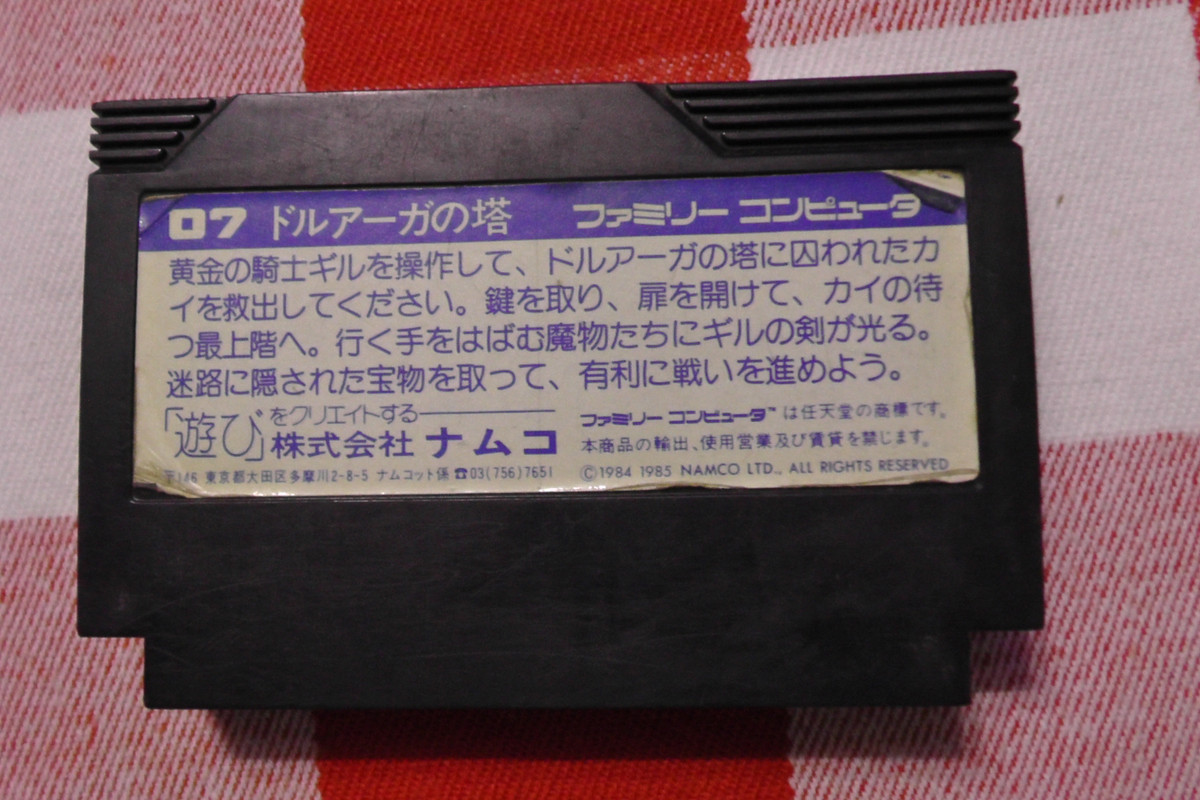 07 ドルアーガの塔 ファミリー コンピュータ
黄金の騎士ギルを操作して、ドルアーガの塔に囚われたカ
イを救出してください。鍵を取り、扉を開けて、カイの待
つ最上階へ。行く手をはばむ魔物たちにギルの剣が光る。
迷路に隠された宝物を取って、有利に戦いを進めよう。
「遊び」をクリエイトする
株式会社 ナムコ
〒146 東京都大田区多摩川2-8-5 ナムコット係 ☎03(756)7651
ファミリー コンピュータ™ は任天堂の商標です。
本商品の輸出、使用営業及び賃貸を禁じます。
©1984 1985 NAMCO LTD., ALL RIGHTS RESERVED